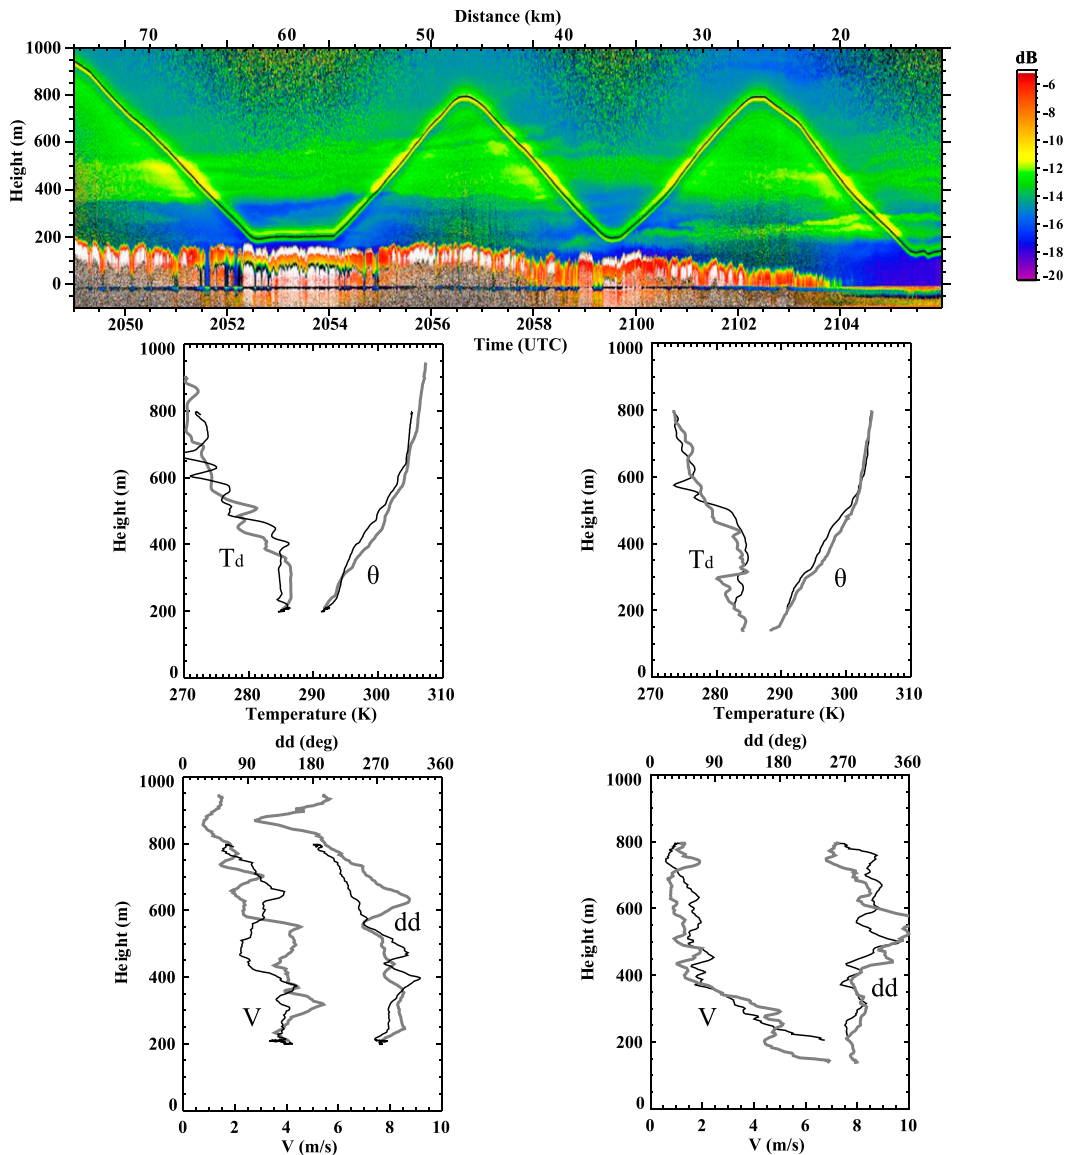 Distance (km)
70 60 50 40 30 20
dB
1000
800
600
400
200
0
Height (m)
-6
-8
-10
-12
-14
-16
-18
-20
2050 2052 2054 2056 2058 2100 2102 2104
Time (UTC)
1000
800
600
400
200
0
Height (m)
Td
θ
270 280 290 300 310
Temperature (K)
1000
800
600
400
200
0
Height (m)
Td
θ
270 280 290 300 310
Temperature (K)
dd (deg)
0 90 180 270 360
1000
800
600
400
200
0
Height (m)
dd
V
0 2 4 6 8 10
V (m/s)
dd (deg)
0 90 180 270 360
1000
800
600
400
200
0
Height (m)
V
dd
0 2 4 6 8 10
V (m/s)